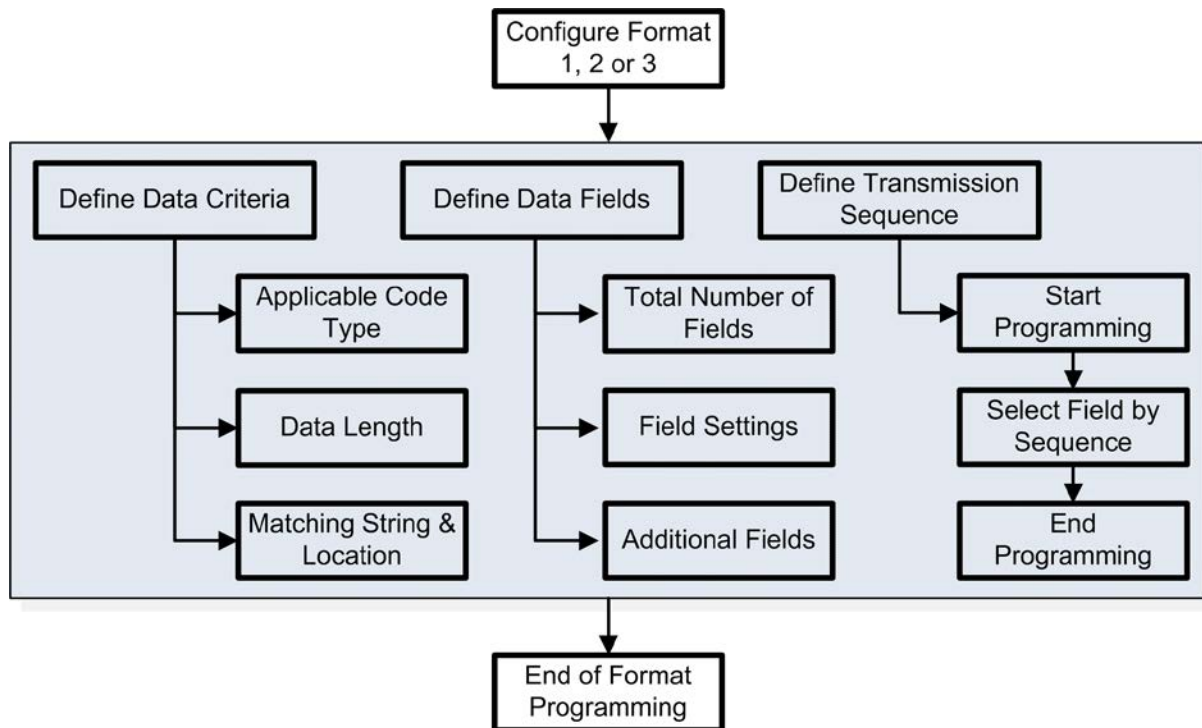 Configure Format
1, 2 or 3
Define Data Criteria
Applicable Code
Type
Data Length
Matching String &
Location
Define Data Fields
Total Number of
Fields
Field Settings
Additional Fields
Define Transmission
Sequence
Start
Programming
Select Field by
Sequence
End
Programming
End of Format
Programming